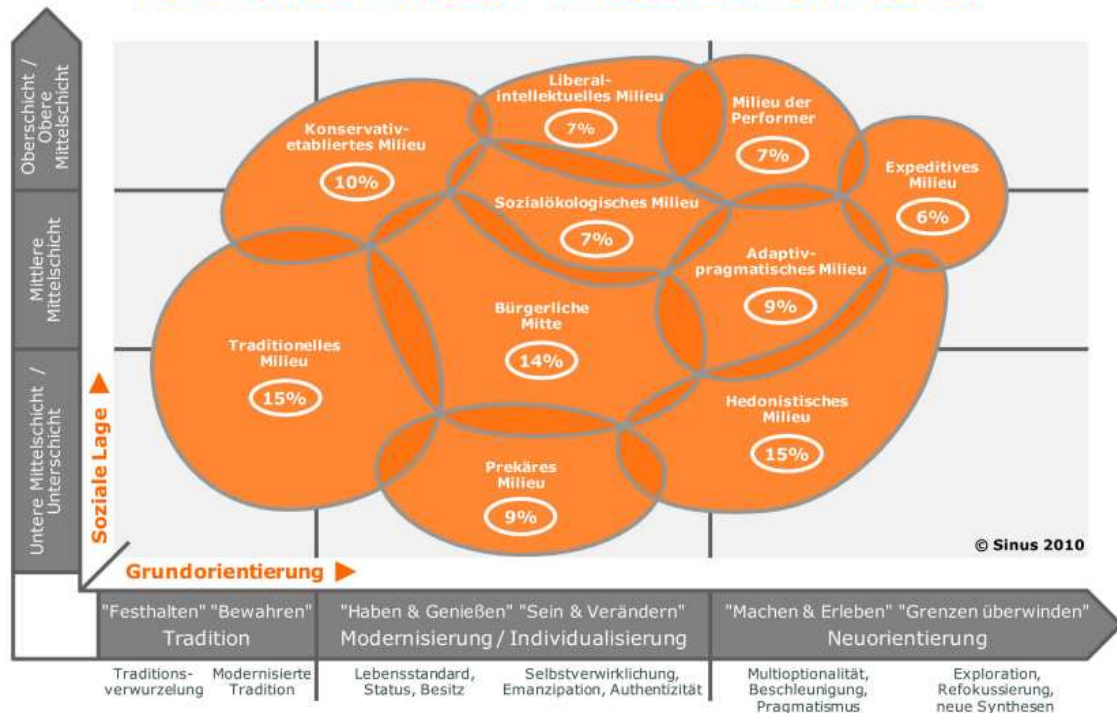 Oberschicht /
Obere
Mittelschicht
Mittlere
Mittelschicht
Untere Mittelschicht /
Unterschicht
Soziale Lage
Konservativ-
etabliertes Milieu
10%
Liberal-
intellektuelles Milieu
7%
Milieu der
Performer
7%
Expeditives
Milieu
6%
Sozialökologisches Milieu
7%
Adaptiv-
pragmatisches Milieu
9%
Traditionelles
Milieu
15%
Bürgerliche
Mitte
14%
Hedonistisches
Milieu
15%
Prekäres
Milieu
9%
© Sinus 2010
Grundorientierung
"Festhalten" "Bewahren"
Tradition
"Haben & Genießen" "Sein & Verändern"
Modernisierung / Individualisierung
"Machen & Erleben" "Grenzen überwinden"
Neuorientierung
Traditions-
verwurzelung
Modernisierte
Tradition
Lebensstandard,
Status, Besitz
Selbstverwirklichung,
Emanzipation, Authentizität
Multioptionalität,
Beschleunigung,
Pragmatismus
Exploration,
Refokussierung,
neue Synthesen